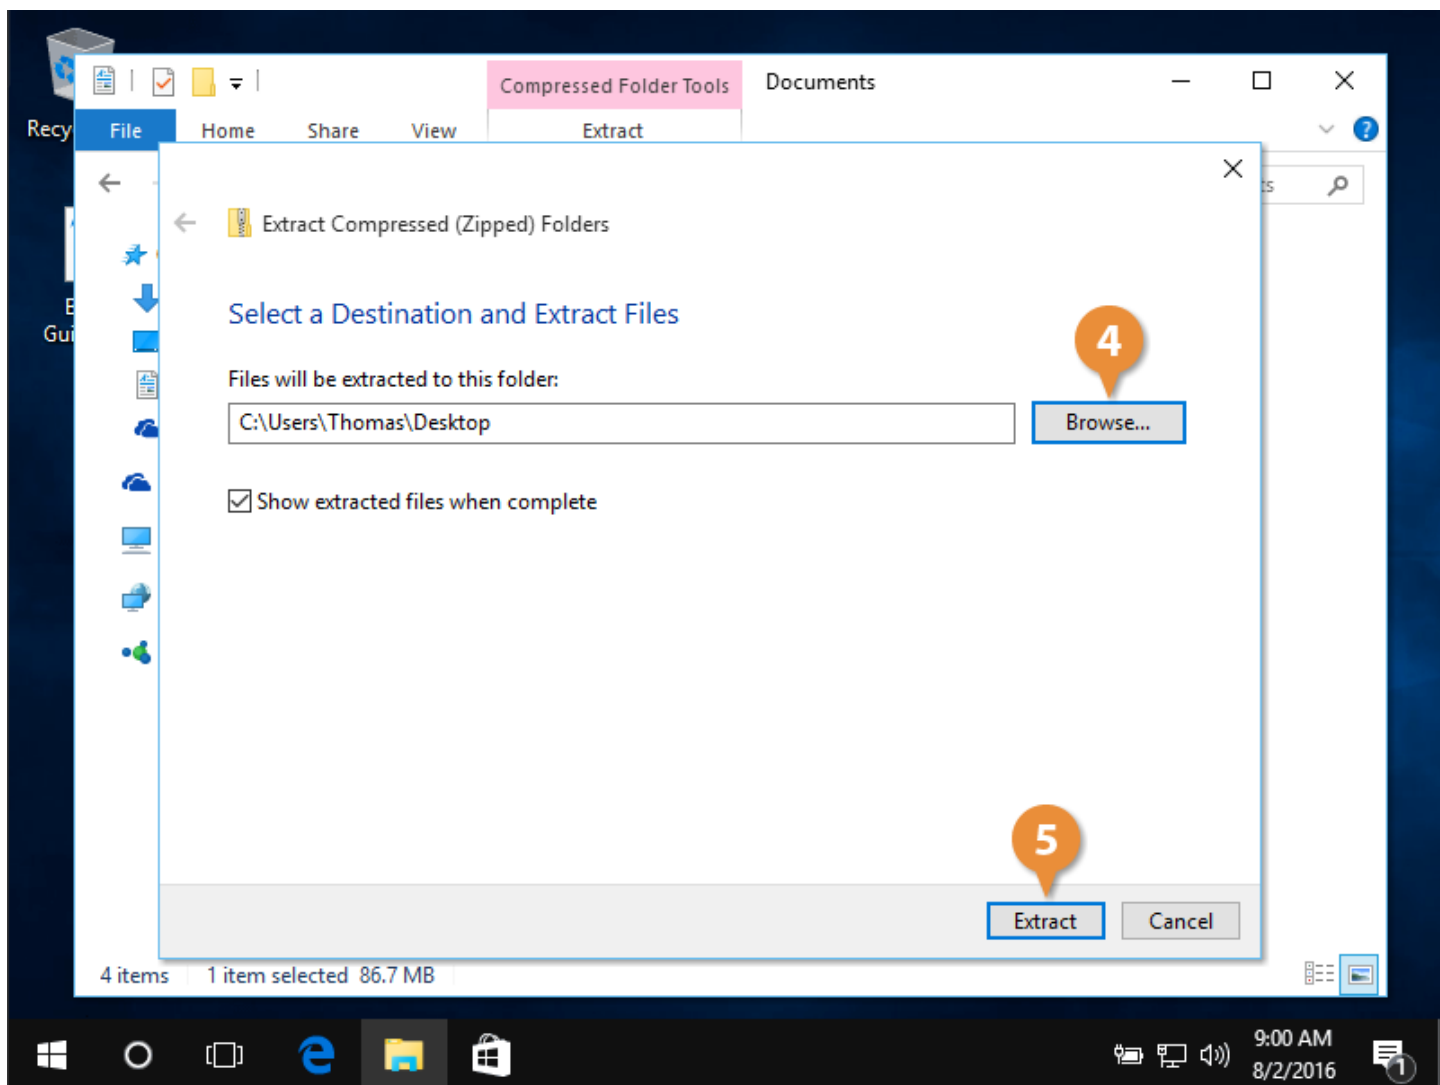 Compressed Folder Tools
Documents
File
Home
Share
View
Extract
Extract Compressed (Zipped) Folders
Select a Destination and Extract Files
4
Files will be extracted to this folder:
C:\Users\Thomas\Desktop
Browse...
Show extracted files when complete
5
Extract
Cancel
4 items
1 item selected 86.7 MB
9:00 AM
8/2/2016
1